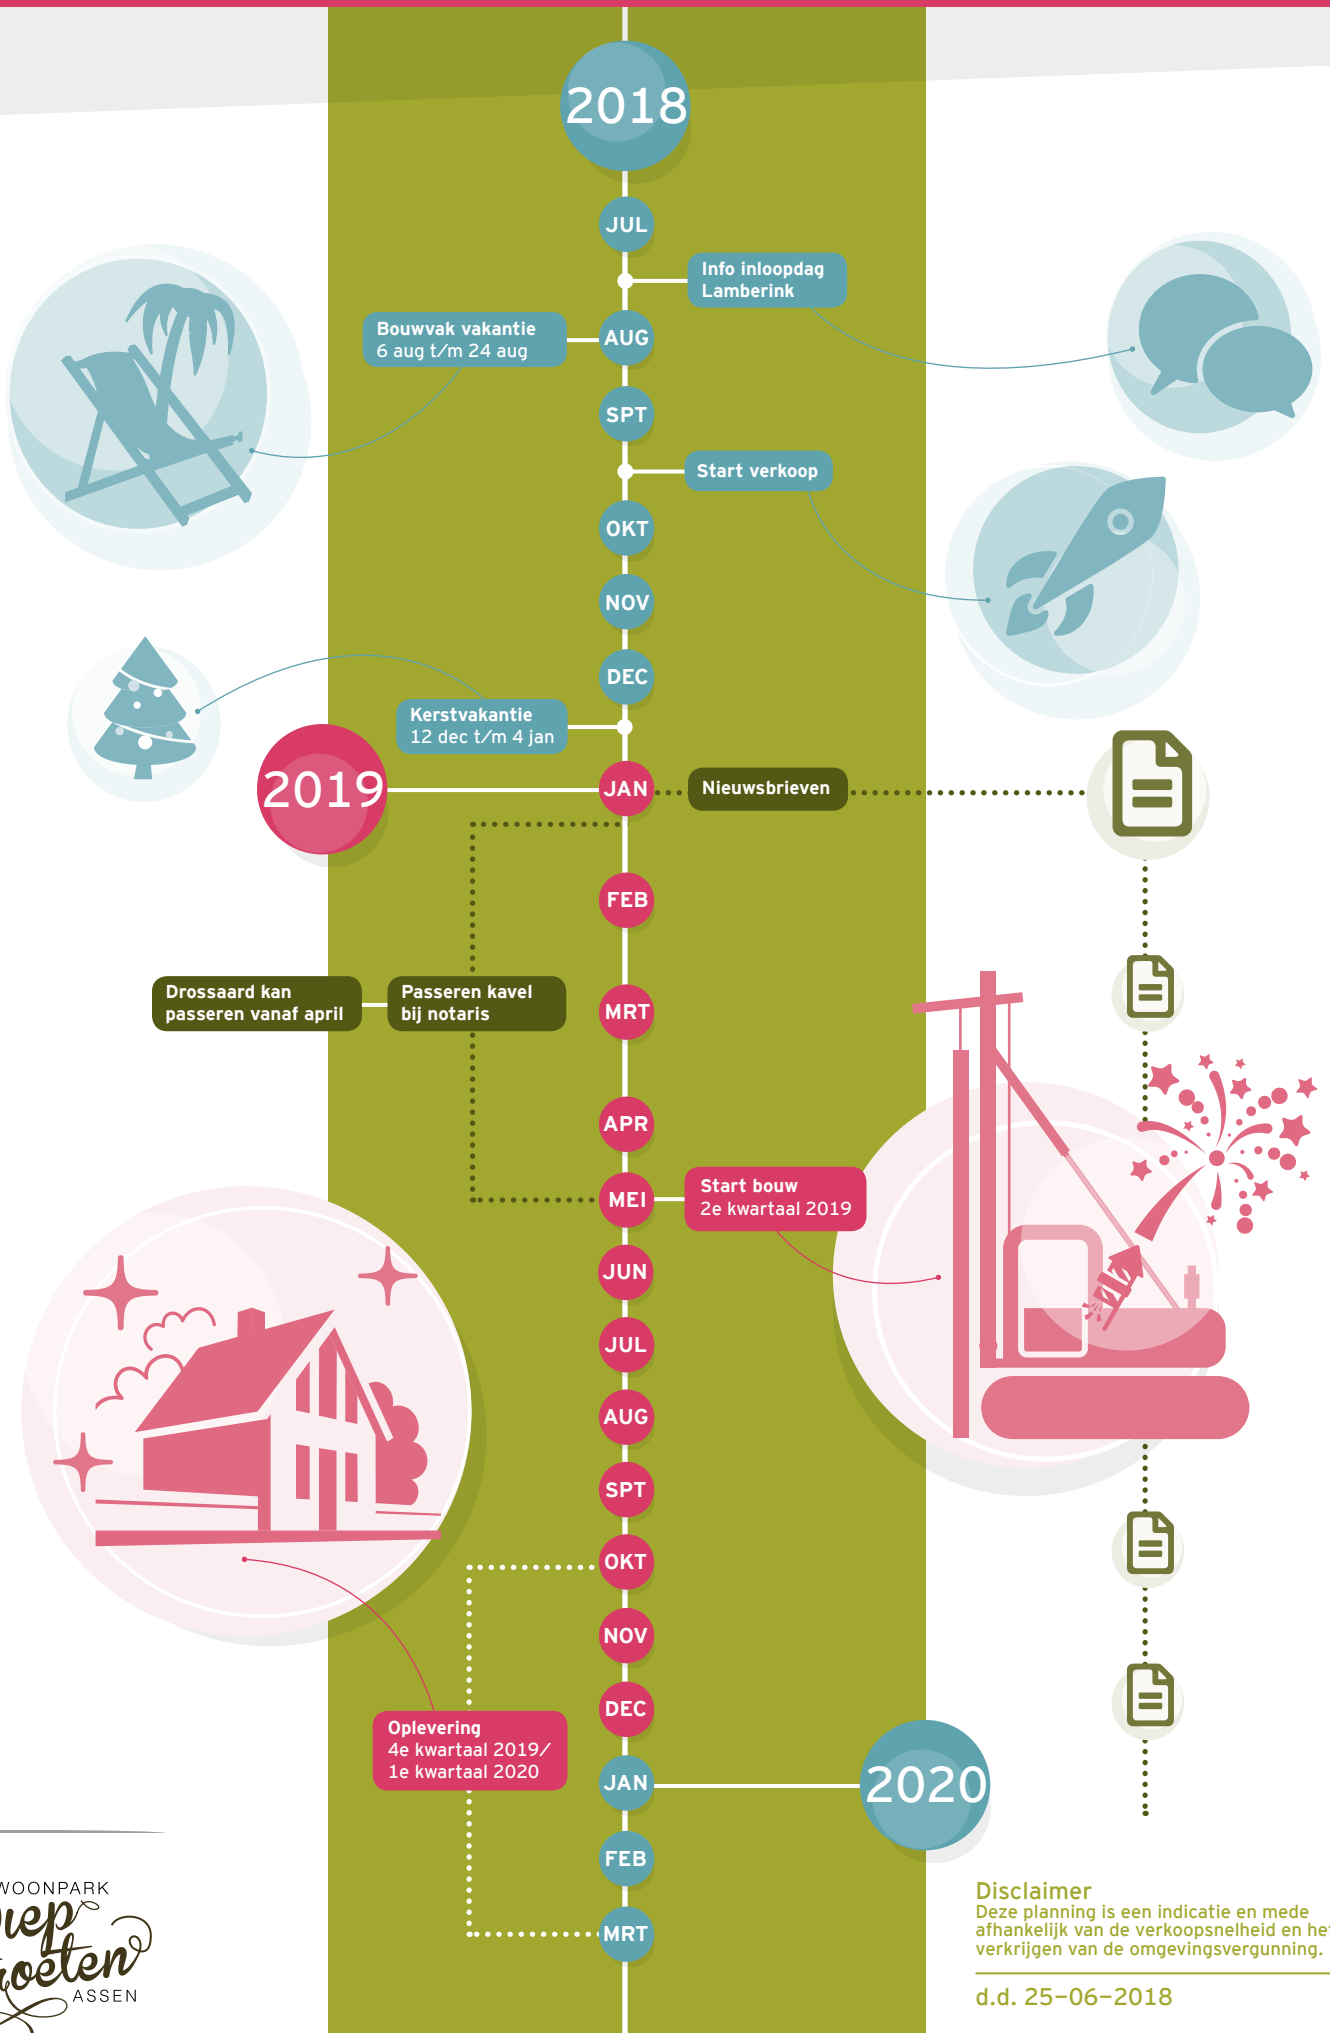 2018
JUL
Info inloopdag
Lamberink
Bouwvak vakantie
6 aug t/m 24 aug
AUG
SPT
Start verkoop
OKT
NOV
DEC
Kerstvakantie
12 dec t/m 4 jan
2019
JAN
Nieuwsbrieven
FEB
Drossaard kan
passeren vanaf april
Passeren kavel
bij notaris
MRT
APR
MEI
Start bouw
2e kwartaal 2019
JUN
JUL
AUG
SPT
OKT
NOV
DEC
Oplevering
4e kwartaal 2019/
1e kwartaal 2020
JAN
2020
FEB
MRT
WOONPARK
ASSEN
Disclaimer
Deze planning is een indicatie en mede
afhankelijk van de verkoopsnelheid en het
verkrijgen van de omgevingsvergunning.
d.d. 25-06-2018